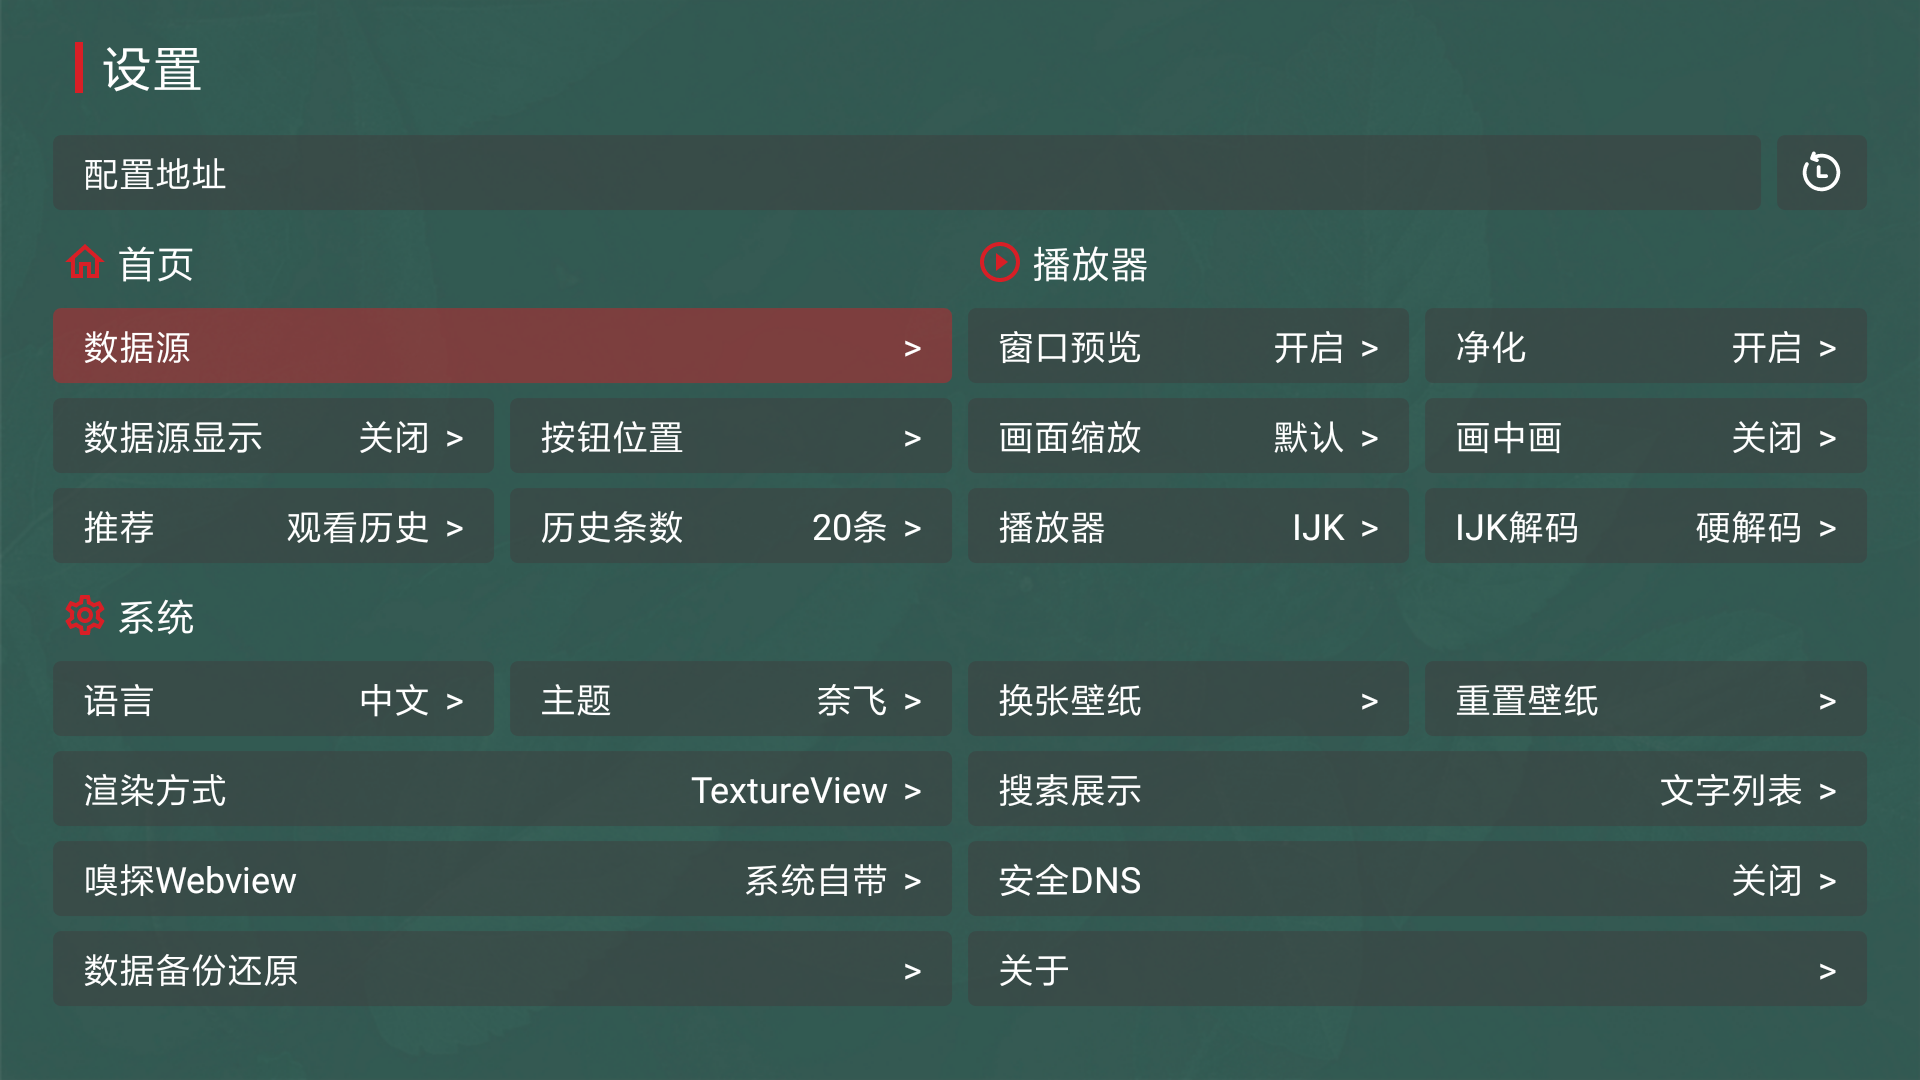 设置
配置地址
首页
播放器
数据源 >
窗口预览 开启 >
净化 开启 >
数据源显示 关闭 >
按钮位置 >
画面缩放 默认 >
画中画 关闭 >
推荐 观看历史 >
历史条数 20条 >
播放器 IJK >
IJK解码 硬解码 >
系统
语言 中文 >
主题 奈飞 >
换张壁纸 >
重置壁纸 >
渲染方式 TextureView >
搜索展示 文字列表 >
嗅探Webview 系统自带 >
安全DNS 关闭 >
数据备份还原 >
关于 >